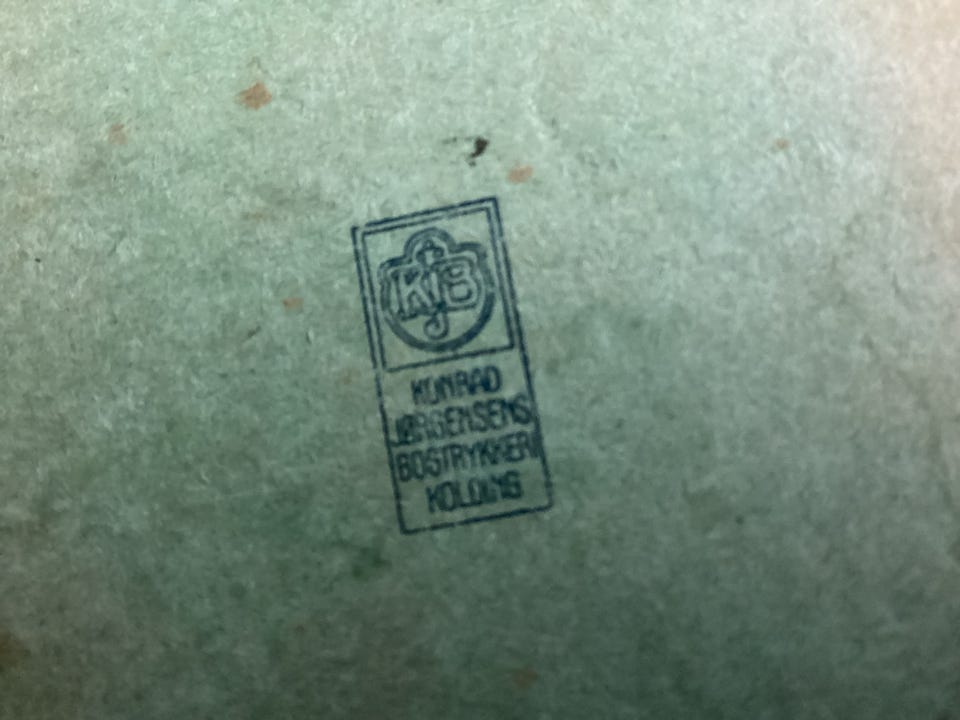 KJB
KONRAD
JØRGENSENS
BOGTRYKKERI
KOLDING